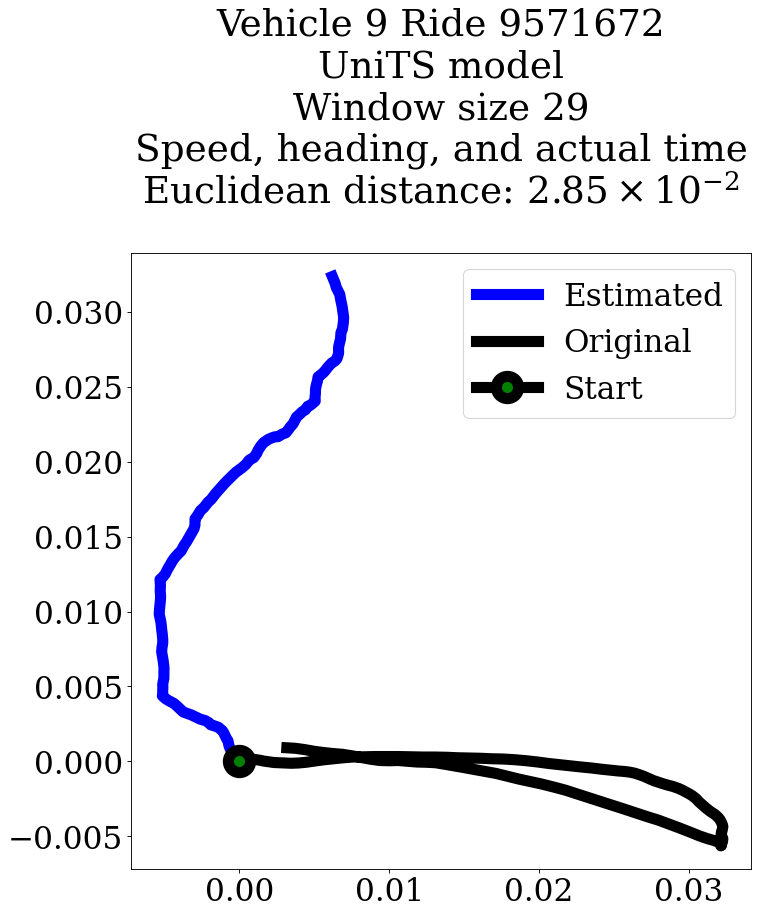 Vehicle 9 Ride 9571672
UniTS model
Window size 29
Speed, heading, and actual time
Euclidean distance: 2.85 × 10⁻²
Estimated
Original
Start
0.030
0.025
0.020
0.015
0.010
0.005
0.000
−0.005
0.00 0.01 0.02 0.03